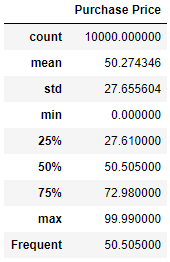 Purchase Price
count 10000.000000
mean 50.274346
std 27.655604
min 0.000000
25% 27.610000
50% 50.505000
75% 72.980000
max 99.990000
Frequent 50.505000